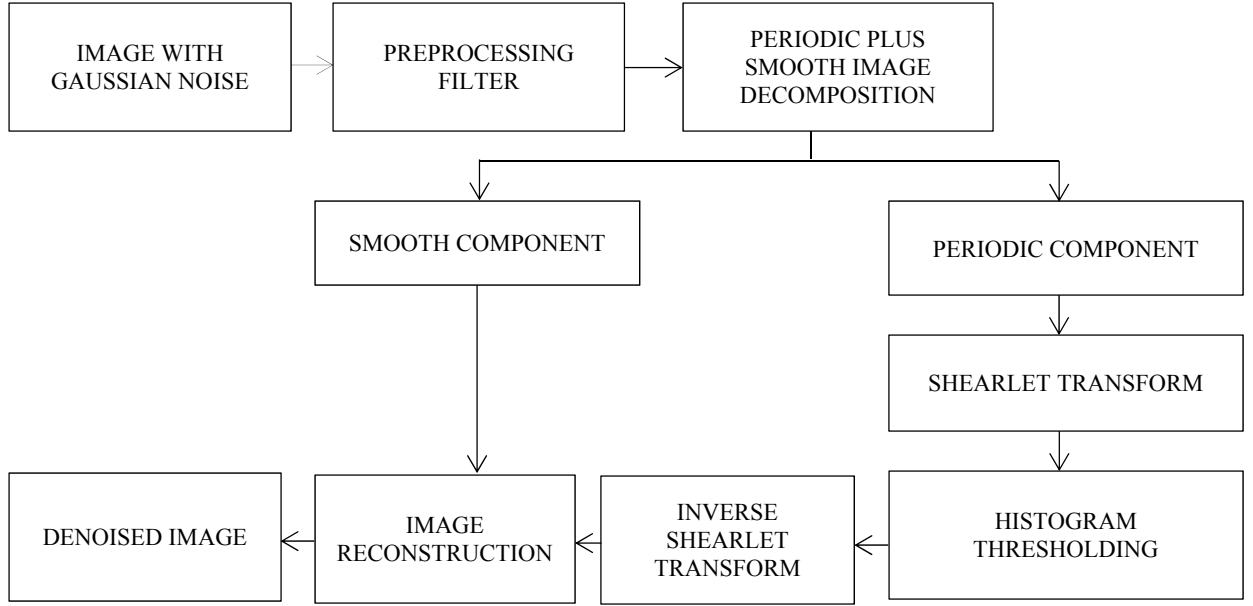 IMAGE WITH
GAUSSIAN NOISE
PREPROCESSING
FILTER
PERIODIC PLUS
SMOOTH IMAGE
DECOMPOSITION
SMOOTH COMPONENT
PERIODIC COMPONENT
SHEARLET TRANSFORM
HISTOGRAM
THRESHOLDING
INVERSE
SHEARLET
TRANSFORM
IMAGE
RECONSTRUCTION
DENOISED IMAGE